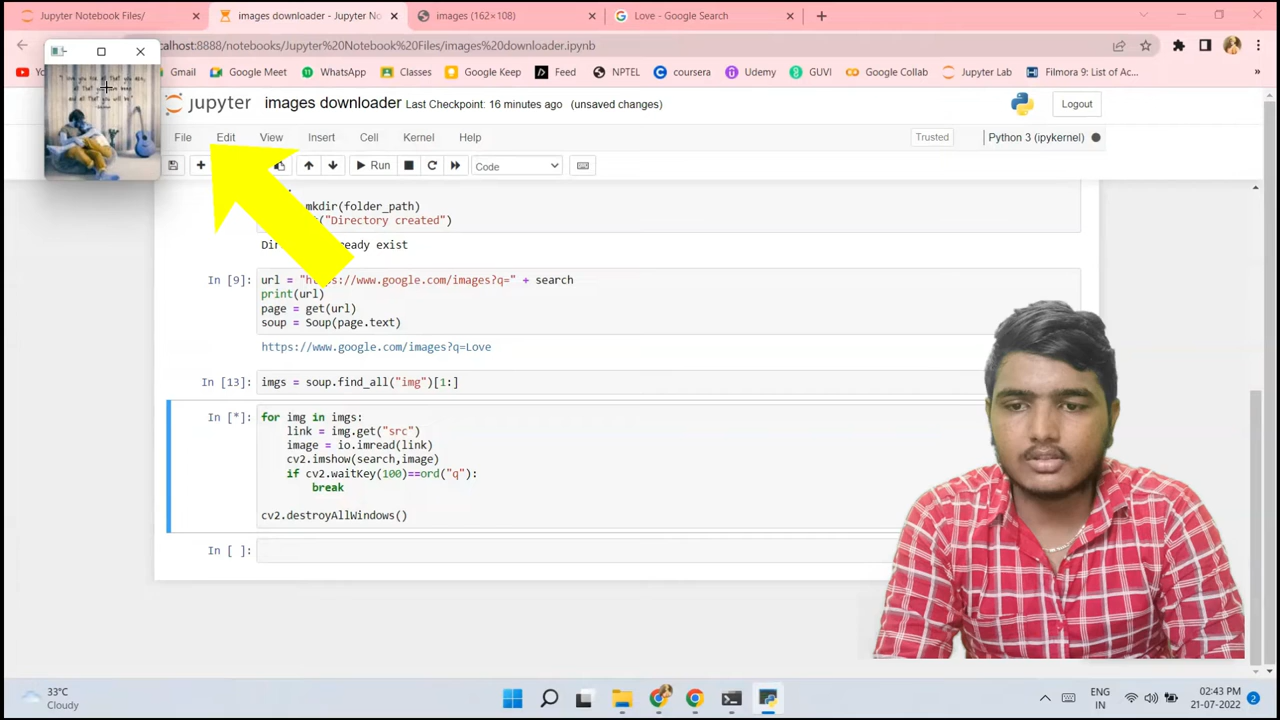 Jupyter Notebook Files/
images downloader - Jupyter No
images (162×108)
Love - Google Search
localhost:8888/notebooks/Jupyter%20Notebook%20Files/images%20downloader.ipynb
Gmail
Google Meet
WhatsApp
Classes
Google Keep
Feed
NPTEL
coursera
Udemy
GUVI
Google Collab
Jupyter Lab
Filmora 9: List of Ac...
jupyter
images downloader
Last Checkpoint: 16 minutes ago
(unsaved changes)
Logout
File
Edit
View
Insert
Cell
Kernel
Help
Trusted
Python 3 (ipykernel)
Run
Code
mkdir(folder_path)
("Directory created")
ready exist
In [9]:
url = "https://www.google.com/images?q=" + search
print(url)
page = get(url)
soup = Soup(page.text)
https://www.google.com/images?q=Love
In [13]:
imgs = soup.find_all("img")[1:]
In [*]:
for img in imgs:
link = img.get("src")
image = io.imread(link)
cv2.imshow(search,image)
if cv2.waitKey(100)==ord("q"):
break
cv2.destroyAllWindows()
In [ ]:
33°C
Cloudy
ENG
IN
02:43 PM
21-07-2022
2